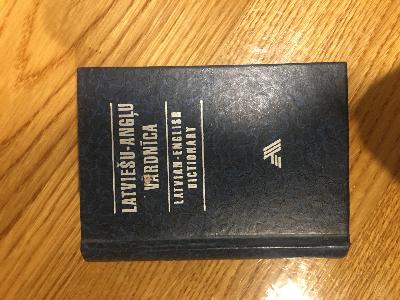 LATVIEŠU-ANGĻU
VĀRDNĪCA
LATVIAN-ENGLISH
DICTIONARY